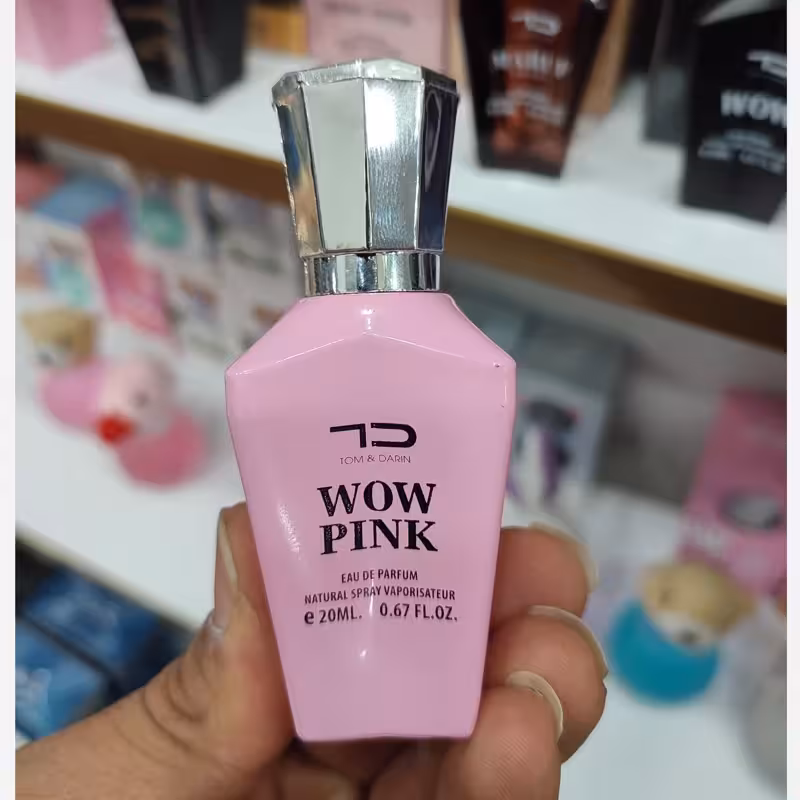 TD
TOM & DARIN
WOW
PINK
EAU DE PARFUM
NATURAL SPRAY VAPORISATEUR
e 20ML. 0.67 FL.OZ.
WOW